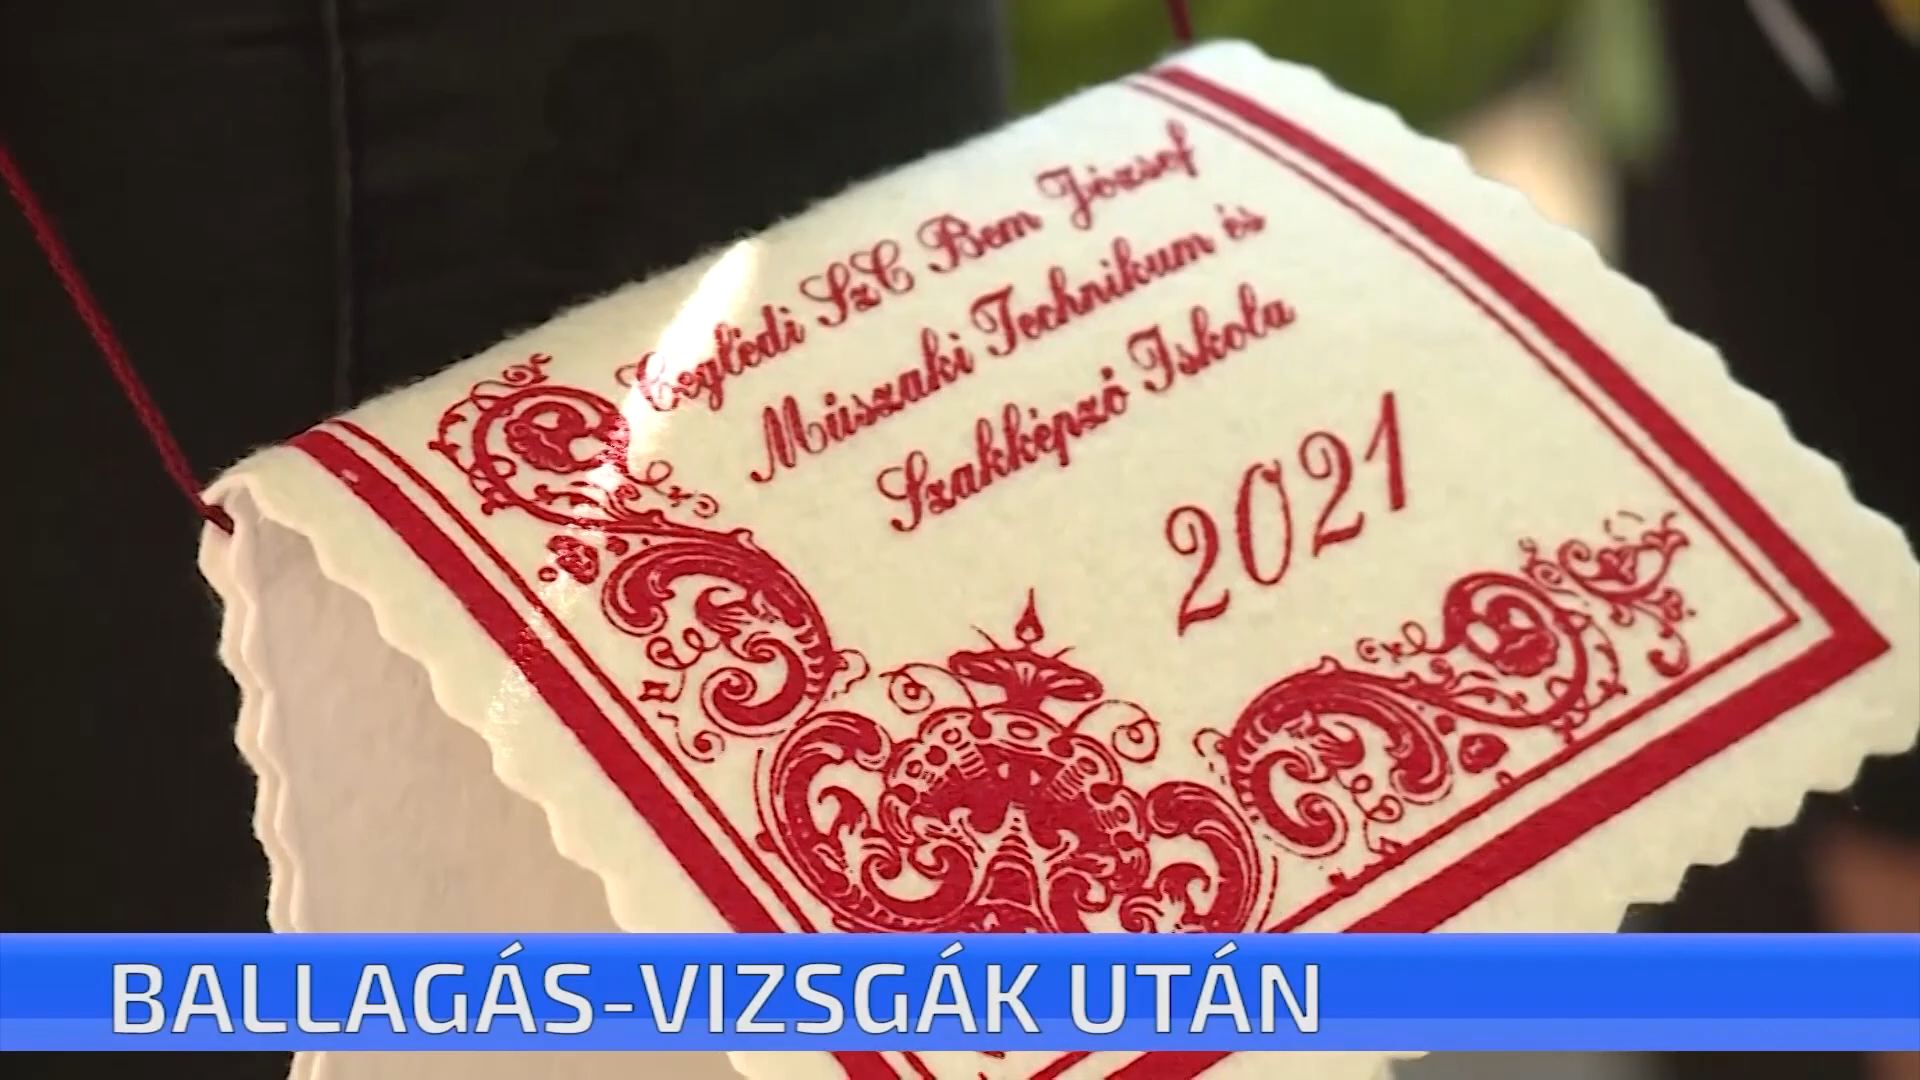 Ceglédi SzC Bem József
Műszaki Technikum és
Szakképző Iskola
2021
BALLAGÁS-VIZSGÁK UTÁN